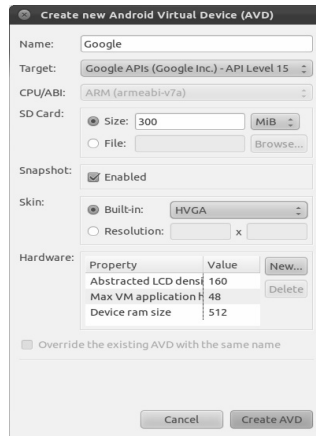 Create new Android Virtual Device (AVD)
Name: Google
Target: Google APIs (Google Inc.) - API Level 15
CPU/ABI: ARM (armeabi-v7a)
SD Card:
Size: 300 MiB
File: Browse...
Snapshot: Enabled
Skin:
Built-in: HVGA
Resolution: x
Hardware:
Property Value New...
Abstracted LCD densi 160 Delete
Max VM application h 48
Device ram size 512
Override the existing AVD with the same name
Cancel Create AVD